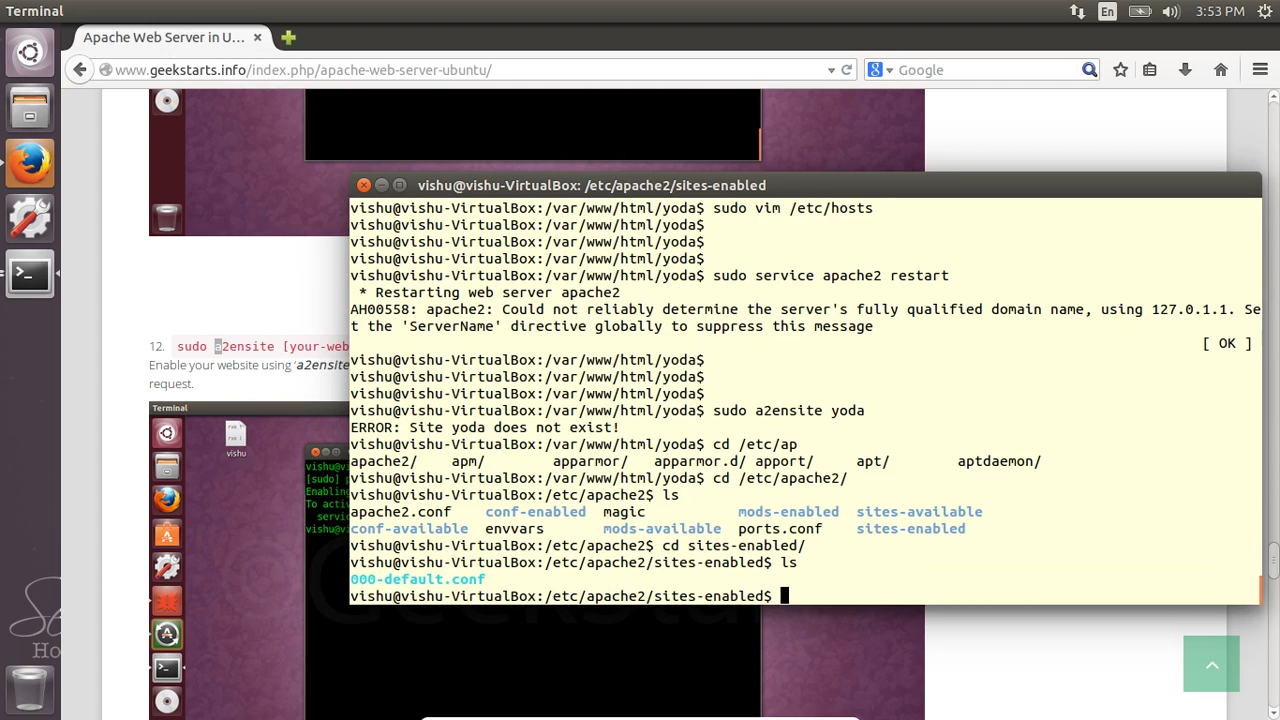 Terminal
En
3:53 PM
Apache Web Server in U...
www.geekstarts.info/index.php/apache-web-server-ubuntu/
Google
vishu@vishu-VirtualBox: /etc/apache2/sites-enabled
vishu@vishu-VirtualBox:/var/www/html/yoda$ sudo vim /etc/hosts
vishu@vishu-VirtualBox:/var/www/html/yoda$
vishu@vishu-VirtualBox:/var/www/html/yoda$
vishu@vishu-VirtualBox:/var/www/html/yoda$
vishu@vishu-VirtualBox:/var/www/html/yoda$ sudo service apache2 restart
* Restarting web server apache2
AH00558: apache2: Could not reliably determine the server's fully qualified domain name, using 127.0.1.1. Se
t the 'ServerName' directive globally to suppress this message
[ OK ]
vishu@vishu-VirtualBox:/var/www/html/yoda$
vishu@vishu-VirtualBox:/var/www/html/yoda$
vishu@vishu-VirtualBox:/var/www/html/yoda$
vishu@vishu-VirtualBox:/var/www/html/yoda$ sudo a2ensite yoda
ERROR: Site yoda does not exist!
vishu@vishu-VirtualBox:/var/www/html/yoda$ cd /etc/ap
apache2/ apm/ apparmor/ apparmor.d/ apport/ apt/ aptdaemon/
vishu@vishu-VirtualBox:/var/www/html/yoda$ cd /etc/apache2/
vishu@vishu-VirtualBox:/etc/apache2$ ls
apache2.conf conf-enabled magic mods-enabled sites-available
conf-available envvars mods-available ports.conf sites-enabled
vishu@vishu-VirtualBox:/etc/apache2$ cd sites-enabled/
vishu@vishu-VirtualBox:/etc/apache2/sites-enabled$ ls
000-default.conf
vishu@vishu-VirtualBox:/etc/apache2/sites-enabled$
12. sudo a2ensite [your-web
Enable your website using 'a2ensite
request.
Terminal
vishu
vishu@v
[sudo] p
Enabling
To activ
servic
vishu@v